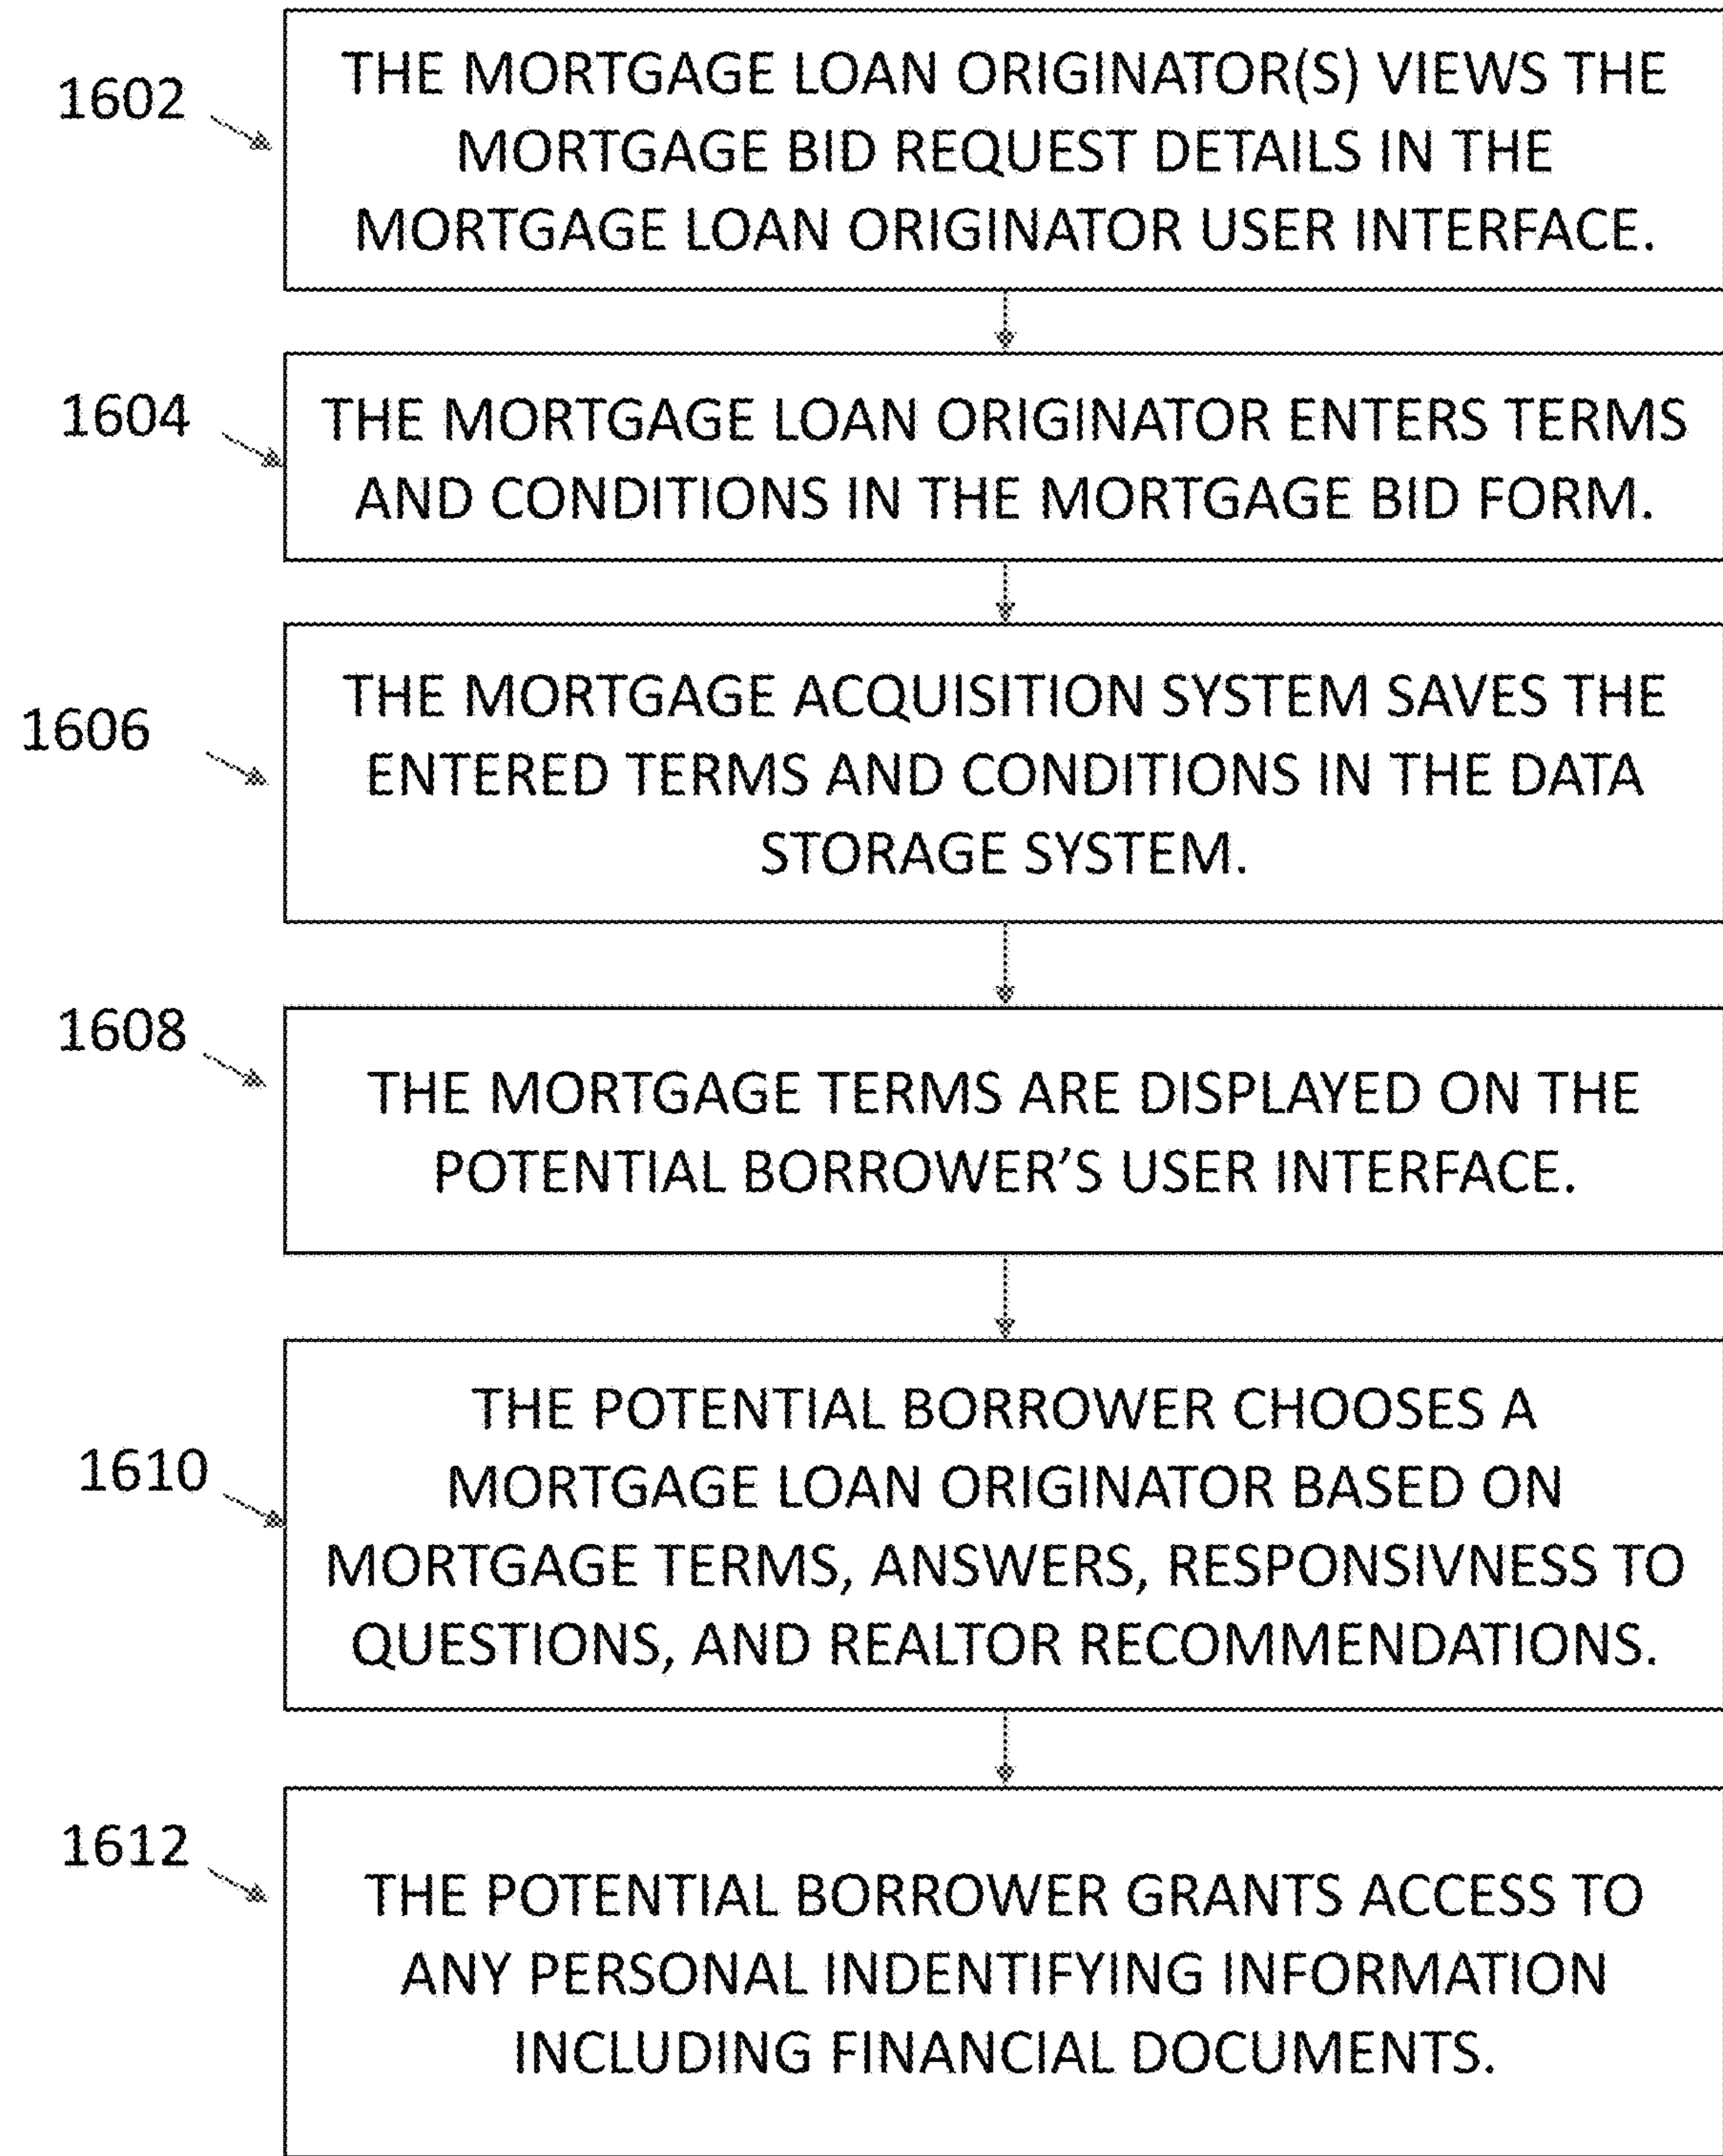 1602
THE MORTGAGE LOAN ORIGINATOR(S) VIEWS THE
MORTGAGE BID REQUEST DETAILS IN THE
MORTGAGE LOAN ORIGINATOR USER INTERFACE.
1604
THE MORTGAGE LOAN ORIGINATOR ENTERS TERMS
AND CONDITIONS IN THE MORTGAGE BID FORM.
1606
THE MORTGAGE ACQUISITION SYSTEM SAVES THE
ENTERED TERMS AND CONDITIONS IN THE DATA
STORAGE SYSTEM.
1608
THE MORTGAGE TERMS ARE DISPLAYED ON THE
POTENTIAL BORROWER’S USER INTERFACE.
1610
THE POTENTIAL BORROWER CHOOSES A
MORTGAGE LOAN ORIGINATOR BASED ON
MORTGAGE TERMS, ANSWERS, RESPONSIVNESS TO
QUESTIONS, AND REALTOR RECOMMENDATIONS.
1612
THE POTENTIAL BORROWER GRANTS ACCESS TO
ANY PERSONAL INDENTIFYING INFORMATION
INCLUDING FINANCIAL DOCUMENTS.